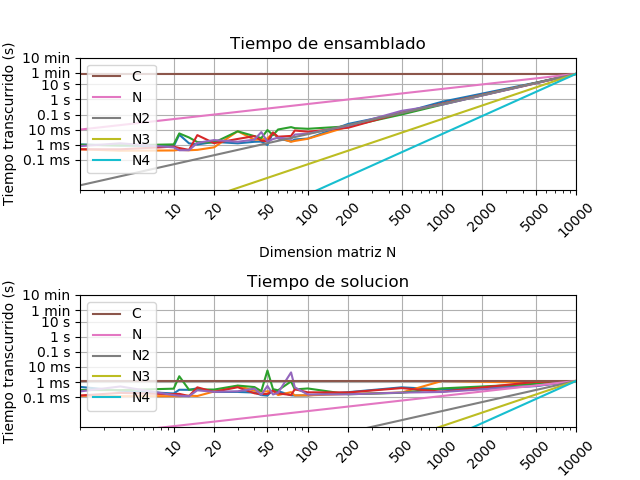 Tiempo de ensamblado
Tiempo transcurrido (s)
10 min
1 min
10 s
1 s
0.1 s
10 ms
1 ms
0.1 ms
C
N
N2
N3
N4
10 20 50 100 200 500 1000 2000 5000 10000
Dimension matriz N
Tiempo de solucion
Tiempo transcurrido (s)
10 min
1 min
10 s
1 s
0.1 s
10 ms
1 ms
0.1 ms
C
N
N2
N3
N4
10 20 50 100 200 500 1000 2000 5000 10000